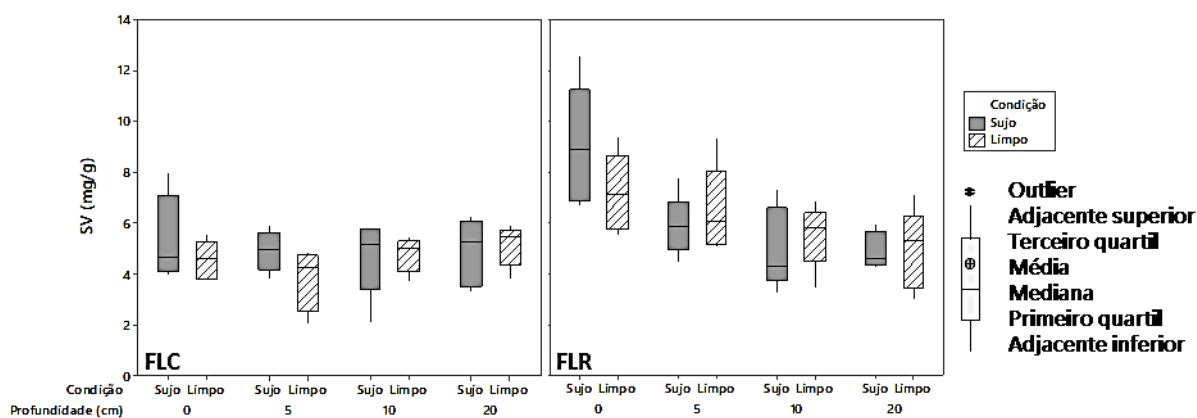 14
12
10
8
6
4
2
0
SV (mg/g)
FLC
FLR
Condição
Sujo
Limpo
Outlier
Adjacente superior
Terceiro quartil
Média
Mediana
Primeiro quartil
Adjacente inferior
Condição Sujo Limpo Sujo Limpo Sujo Limpo Sujo Limpo Sujo Limpo Sujo Limpo Sujo Limpo Sujo Limpo
Profundidade (cm) 0 5 10 20 0 5 10 20